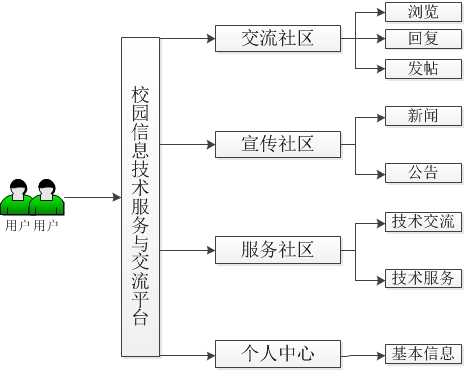 用户 用户
校园信息技术服务与交流平台
交流社区
浏览
回复
发帖
宣传社区
新闻
公告
服务社区
技术交流
技术服务
个人中心
基本信息